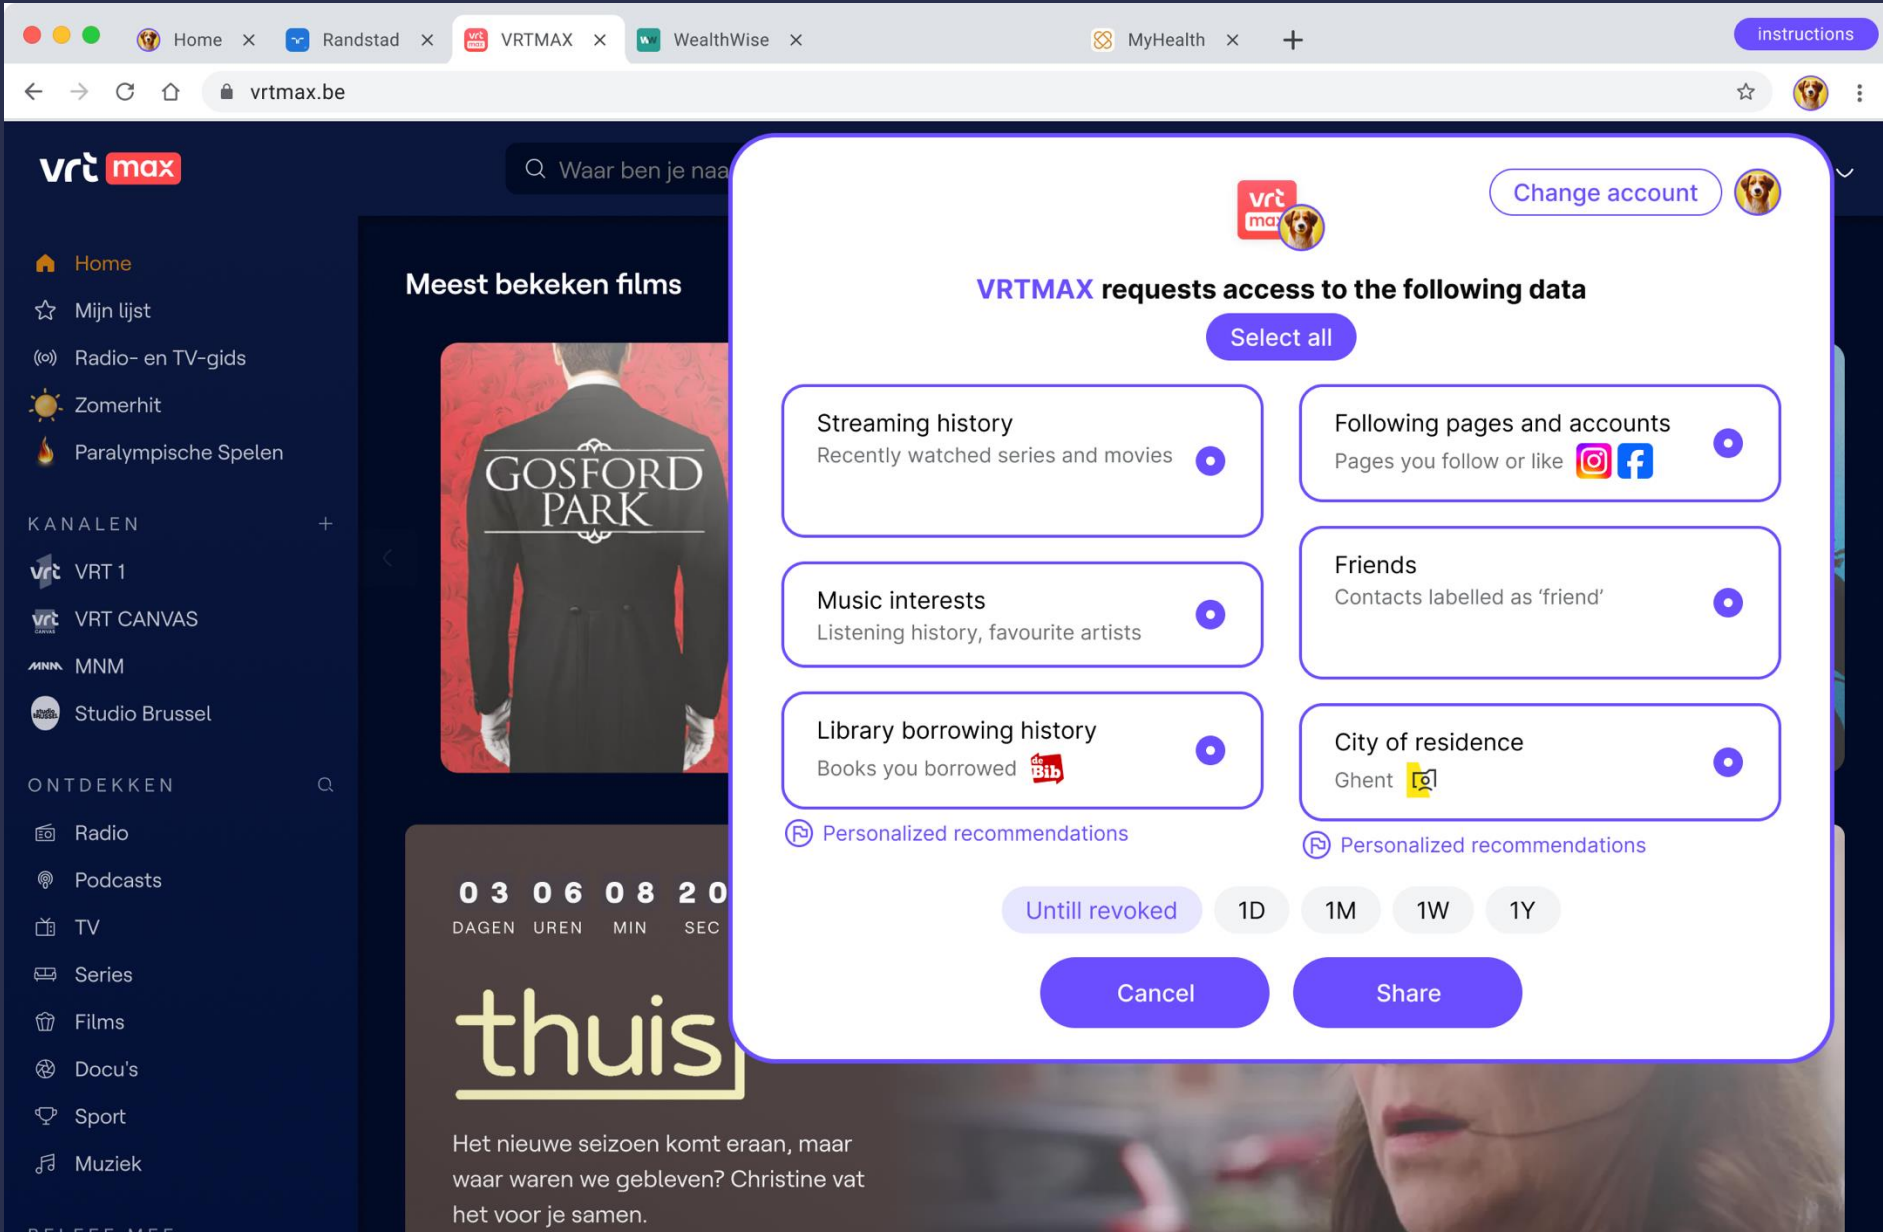 Home
Randstad
VRTMAX
WealthWise
MyHealth
instructions
vrtmax.be
vrt max
Waar ben je naa
Home
Mijn lijst
Radio- en TV-gids
Zomerhit
Paralympische Spelen
KANALEN
VRT 1
VRT CANVAS
MNM
Studio Brussel
ONTDEKKEN
Radio
Podcasts
TV
Series
Films
Docu's
Sport
Muziek
Meest bekeken films
GOSFORD
PARK
03 06 08 20
DAGEN UREN MIN SEC
thuis
Het nieuwe seizoen komt eraan, maar
waar waren we gebleven? Christine vat
het voor je samen.
Change account
VRTMAX requests access to the following data
Select all
Streaming history
Recently watched series and movies
Music interests
Listening history, favourite artists
Library borrowing history
Books you borrowed de Bib
Personalized recommendations
Following pages and accounts
Pages you follow or like
Friends
Contacts labelled as ‘friend’
City of residence
Ghent
Personalized recommendations
Untill revoked 1D 1M 1W 1Y
Cancel
Share